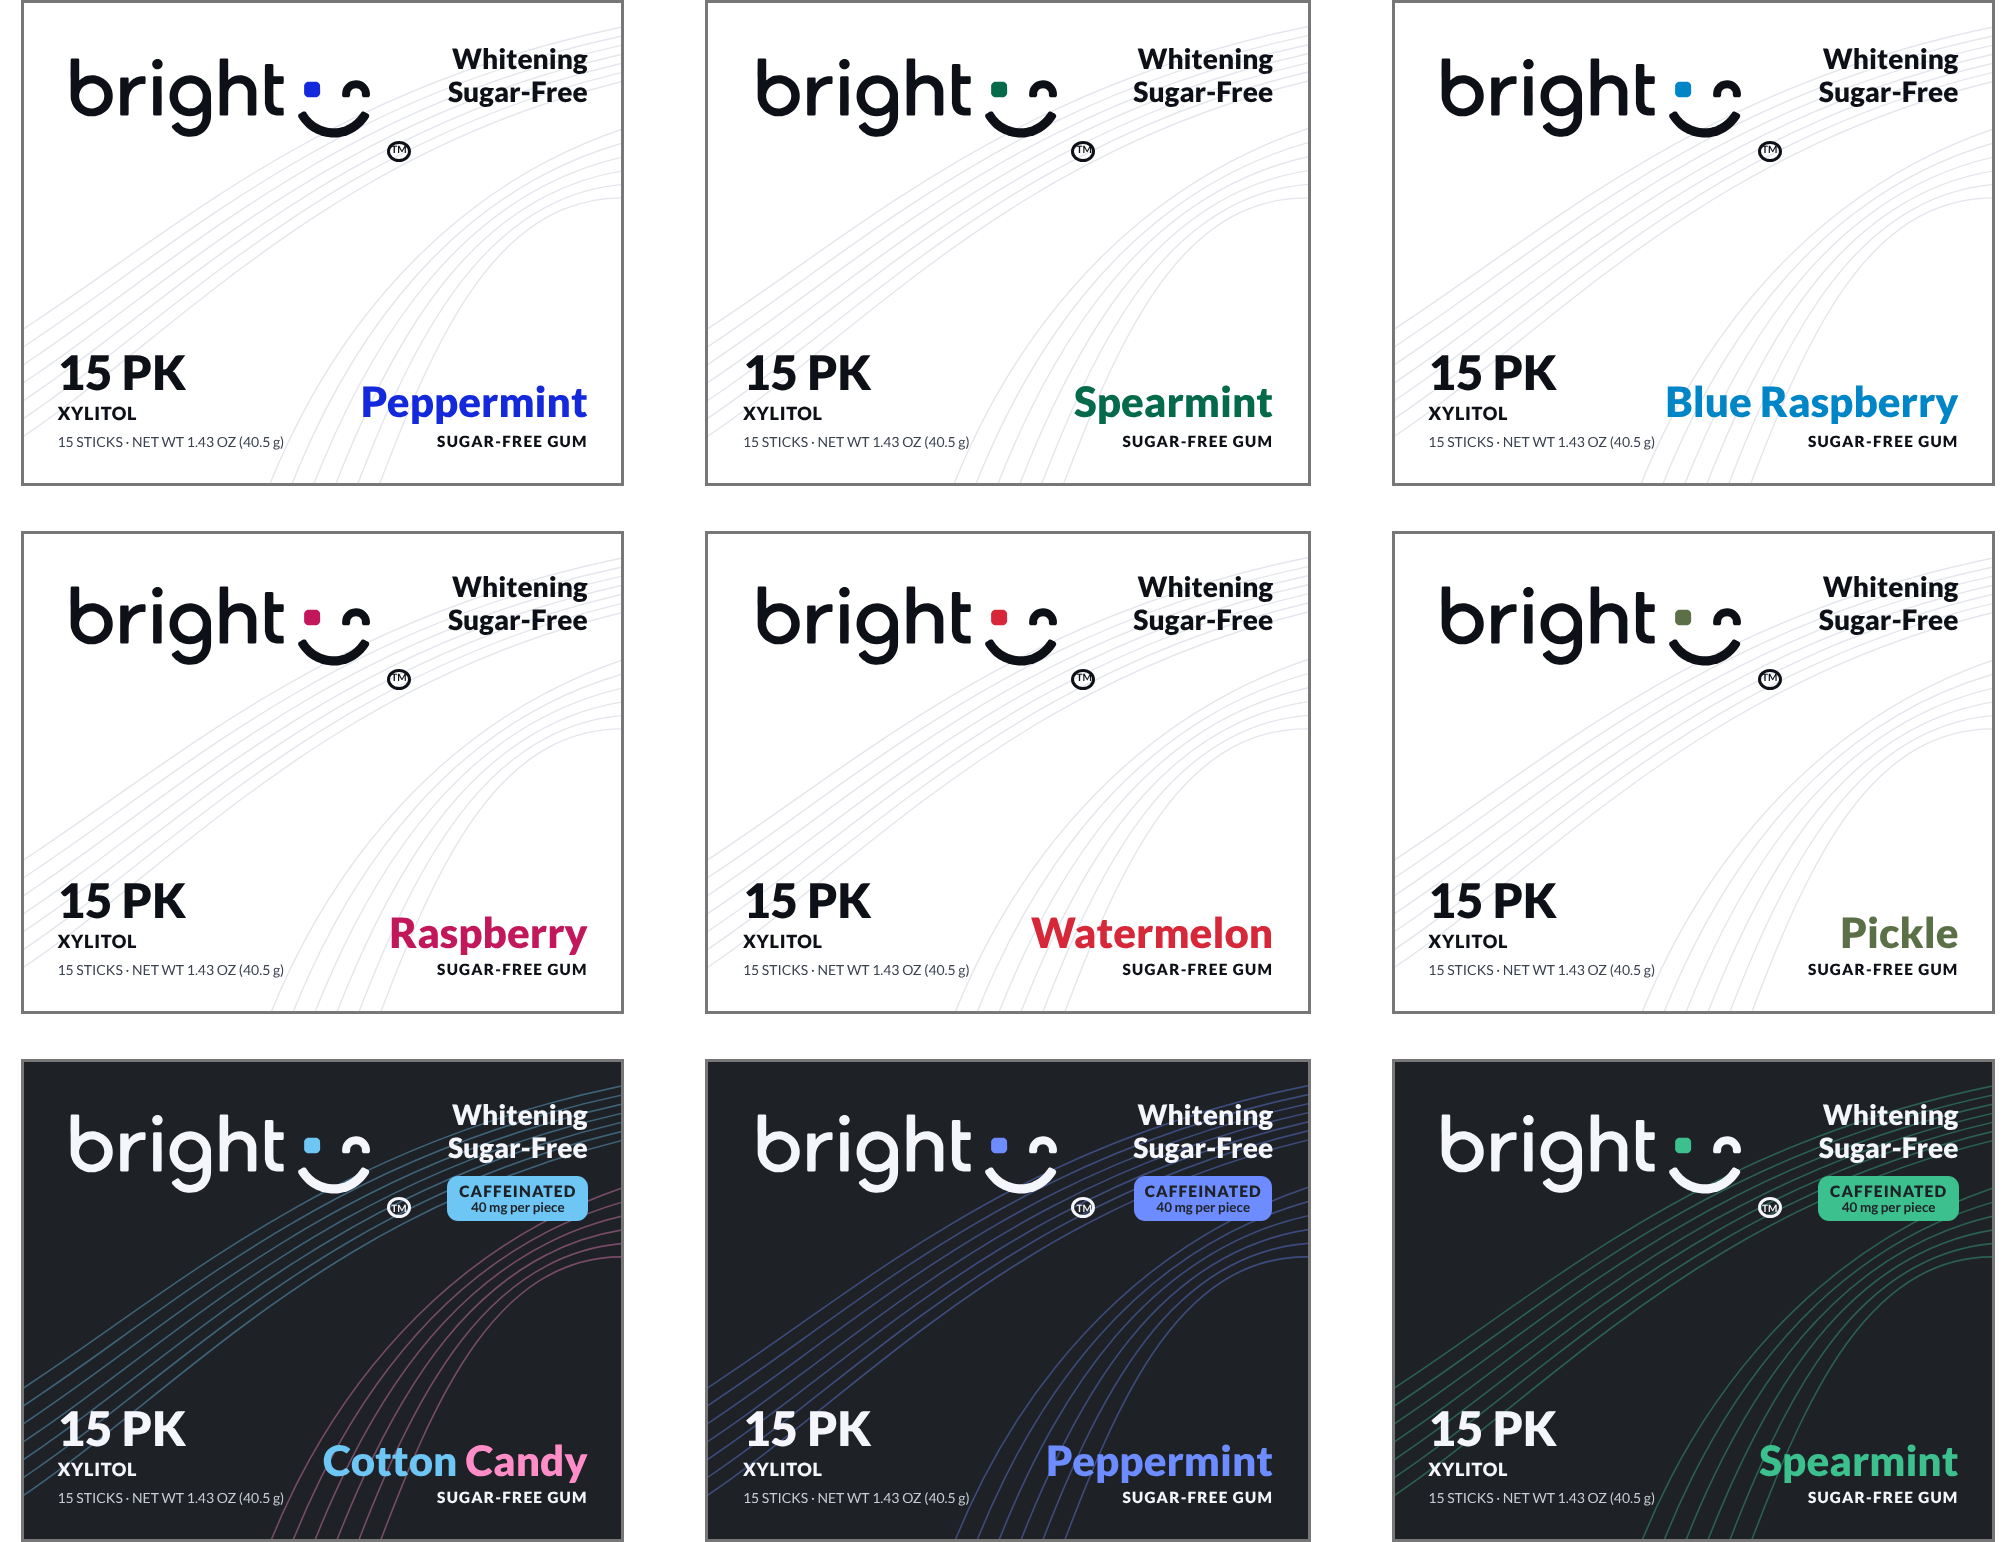 bright
TM
Whitening
Sugar-Free
15 PK
XYLITOL
15 STICKS · NET WT 1.43 OZ (40.5 g)
Peppermint
SUGAR-FREE GUM
bright
TM
Whitening
Sugar-Free
15 PK
XYLITOL
15 STICKS · NET WT 1.43 OZ (40.5 g)
Spearmint
SUGAR-FREE GUM
bright
TM
Whitening
Sugar-Free
15 PK
XYLITOL
15 STICKS · NET WT 1.43 OZ (40.5 g)
Blue Raspberry
SUGAR-FREE GUM
bright
TM
Whitening
Sugar-Free
15 PK
XYLITOL
15 STICKS · NET WT 1.43 OZ (40.5 g)
Raspberry
SUGAR-FREE GUM
bright
TM
Whitening
Sugar-Free
15 PK
XYLITOL
15 STICKS · NET WT 1.43 OZ (40.5 g)
Watermelon
SUGAR-FREE GUM
bright
TM
Whitening
Sugar-Free
15 PK
XYLITOL
15 STICKS · NET WT 1.43 OZ (40.5 g)
Pickle
SUGAR-FREE GUM
bright
TM
Whitening
Sugar-Free
CAFFEINATED
40 mg per piece
15 PK
XYLITOL
15 STICKS · NET WT 1.43 OZ (40.5 g)
Cotton Candy
SUGAR-FREE GUM
bright
TM
Whitening
Sugar-Free
CAFFEINATED
40 mg per piece
15 PK
XYLITOL
15 STICKS · NET WT 1.43 OZ (40.5 g)
Peppermint
SUGAR-FREE GUM
bright
TM
Whitening
Sugar-Free
CAFFEINATED
40 mg per piece
15 PK
XYLITOL
15 STICKS · NET WT 1.43 OZ (40.5 g)
Spearmint
SUGAR-FREE GUM